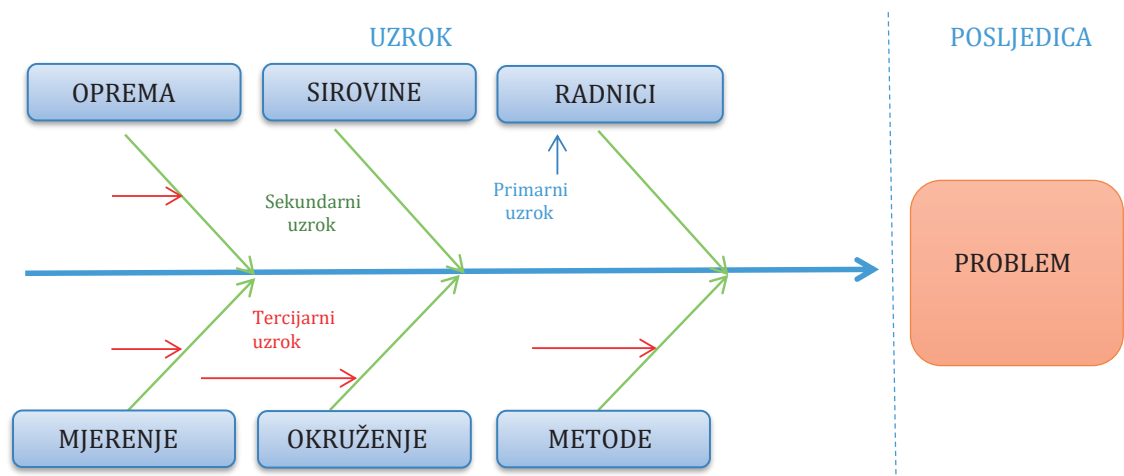 UZROK
POSLJEDICA
OPREMA
SIROVINE
RADNICI
Primarni
uzrok
Sekundarni
uzrok
PROBLEM
Tercijarni
uzrok
MJERENJE
OKRUŽENJE
METODE